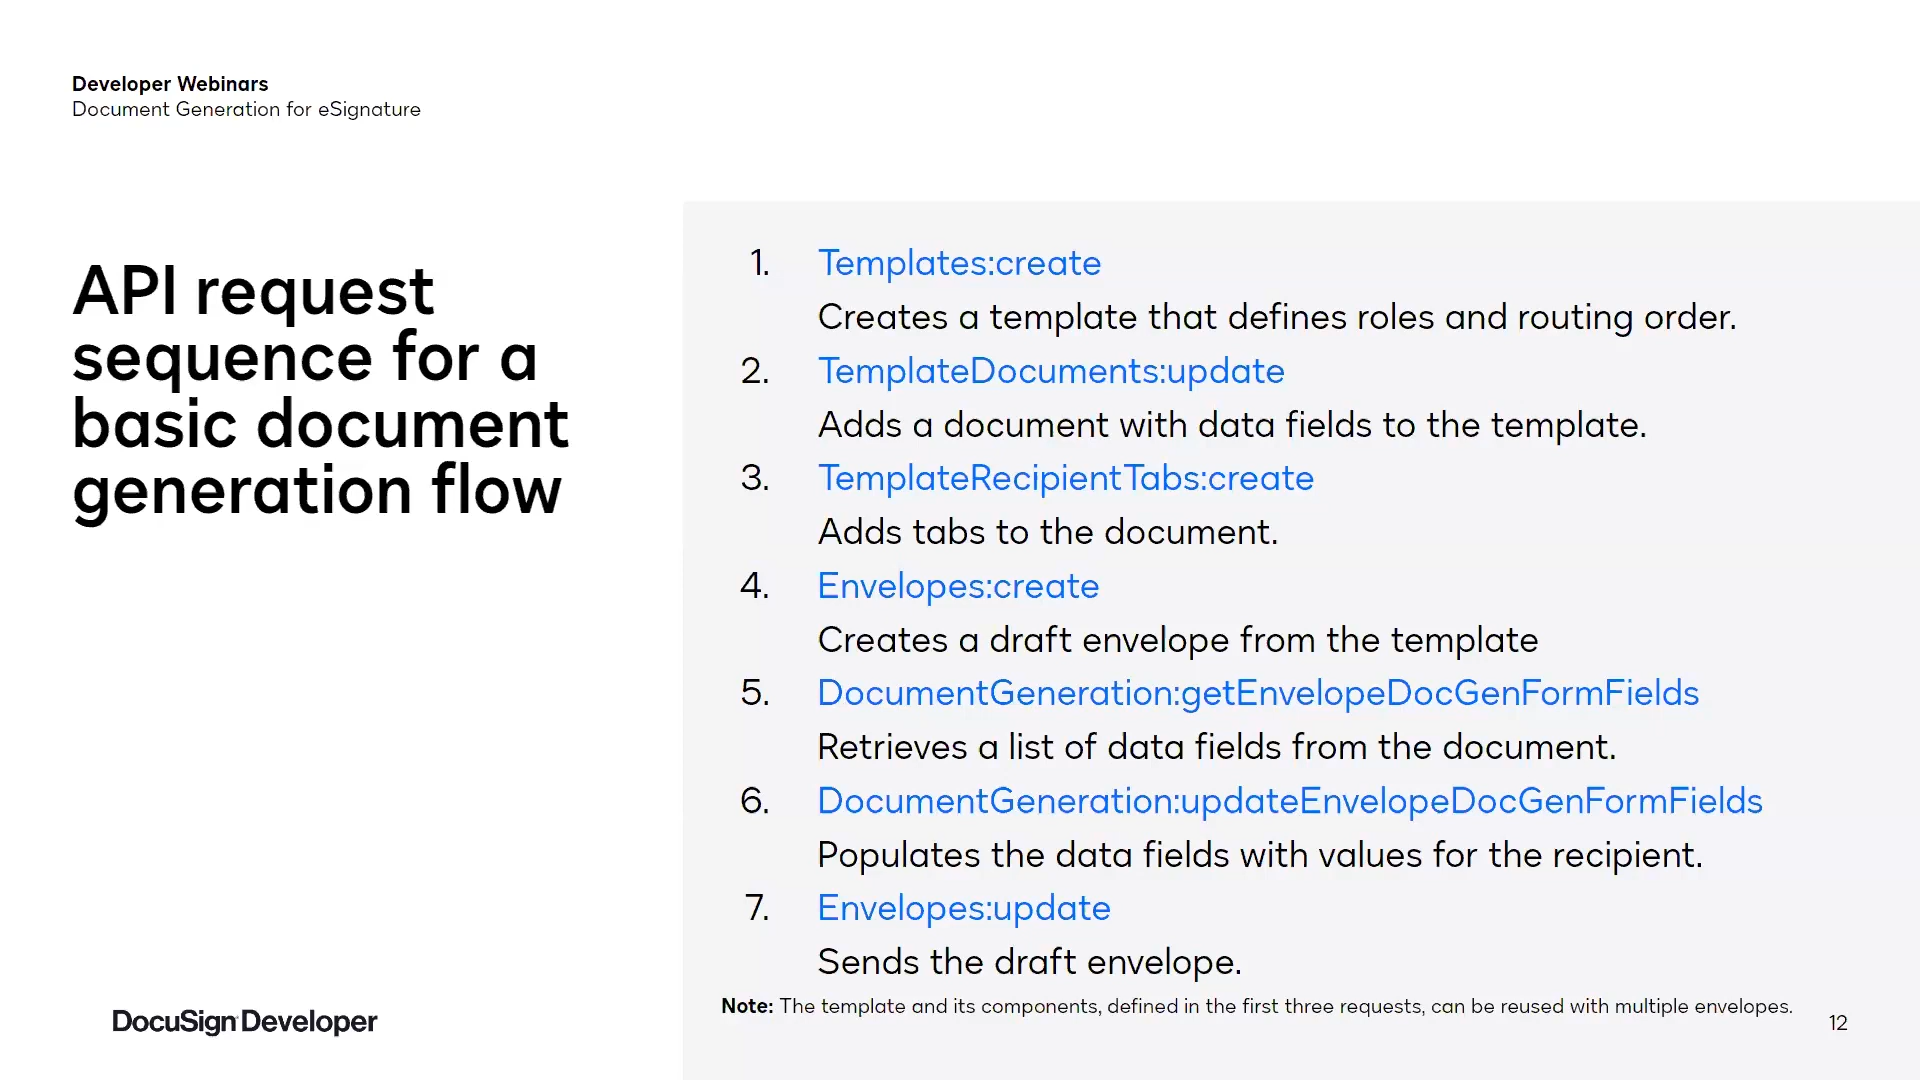 Developer Webinars
Document Generation for eSignature
API request
sequence for a
basic document
generation flow
1. Templates:create
Creates a template that defines roles and routing order.
2. TemplateDocuments:update
Adds a document with data fields to the template.
3. TemplateRecipientTabs:create
Adds tabs to the document.
4. Envelopes:create
Creates a draft envelope from the template
5. DocumentGeneration:getEnvelopeDocGenFormFields
Retrieves a list of data fields from the document.
6. DocumentGeneration:updateEnvelopeDocGenFormFields
Populates the data fields with values for the recipient.
7. Envelopes:update
Sends the draft envelope.
Note: The template and its components, defined in the first three requests, can be reused with multiple envelopes.
DocuSign Developer
12